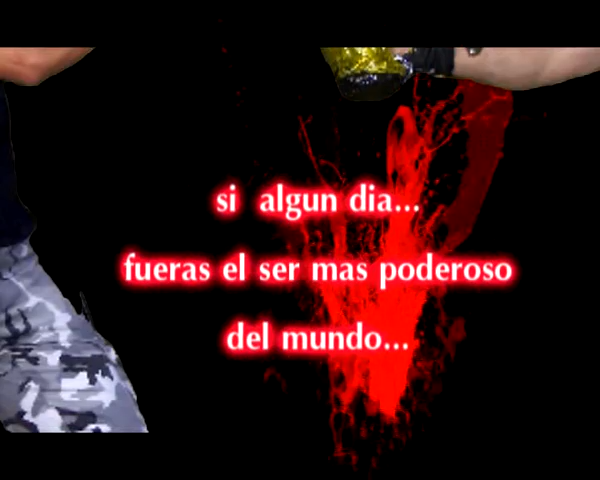 si algun dia...
fueras el ser mas poderoso
del mundo...